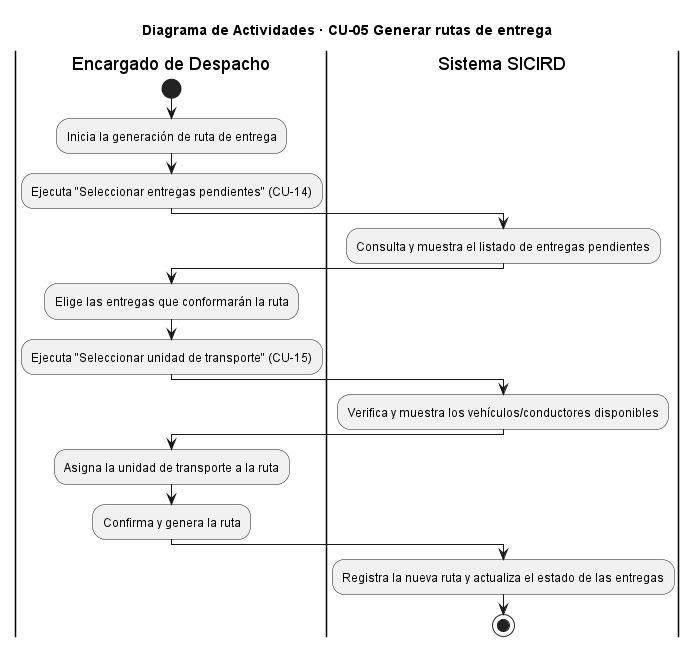 Diagrama de Actividades · CU-05 Generar rutas de entrega
Encargado de Despacho
Sistema SICIRD
Inicia la generación de ruta de entrega
Ejecuta "Seleccionar entregas pendientes" (CU-14)
Consulta y muestra el listado de entregas pendientes
Elige las entregas que conformarán la ruta
Ejecuta "Seleccionar unidad de transporte" (CU-15)
Verifica y muestra los vehículos/conductores disponibles
Asigna la unidad de transporte a la ruta
Confirma y genera la ruta
Registra la nueva ruta y actualiza el estado de las entregas